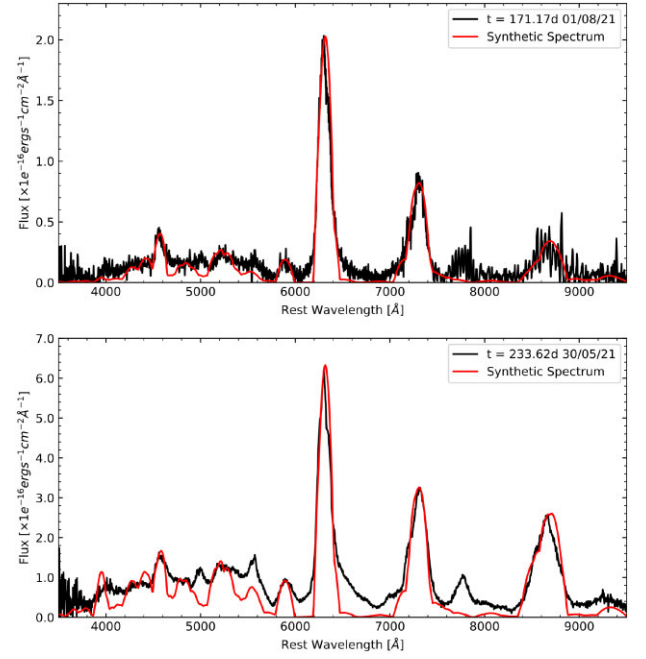 t = 171.17d 01/08/21
Synthetic Spectrum
Flux [×1e⁻¹⁶ergs⁻¹cm⁻²Å⁻¹]
2.0
1.5
1.0
0.5
0.0
4000 5000 6000 7000 8000 9000
Rest Wavelength [Å]
t = 233.62d 30/05/21
Synthetic Spectrum
Flux [×1e⁻¹⁶ergs⁻¹cm⁻²Å⁻¹]
7.0
6.0
5.0
4.0
3.0
2.0
1.0
0.0
4000 5000 6000 7000 8000 9000
Rest Wavelength [Å]